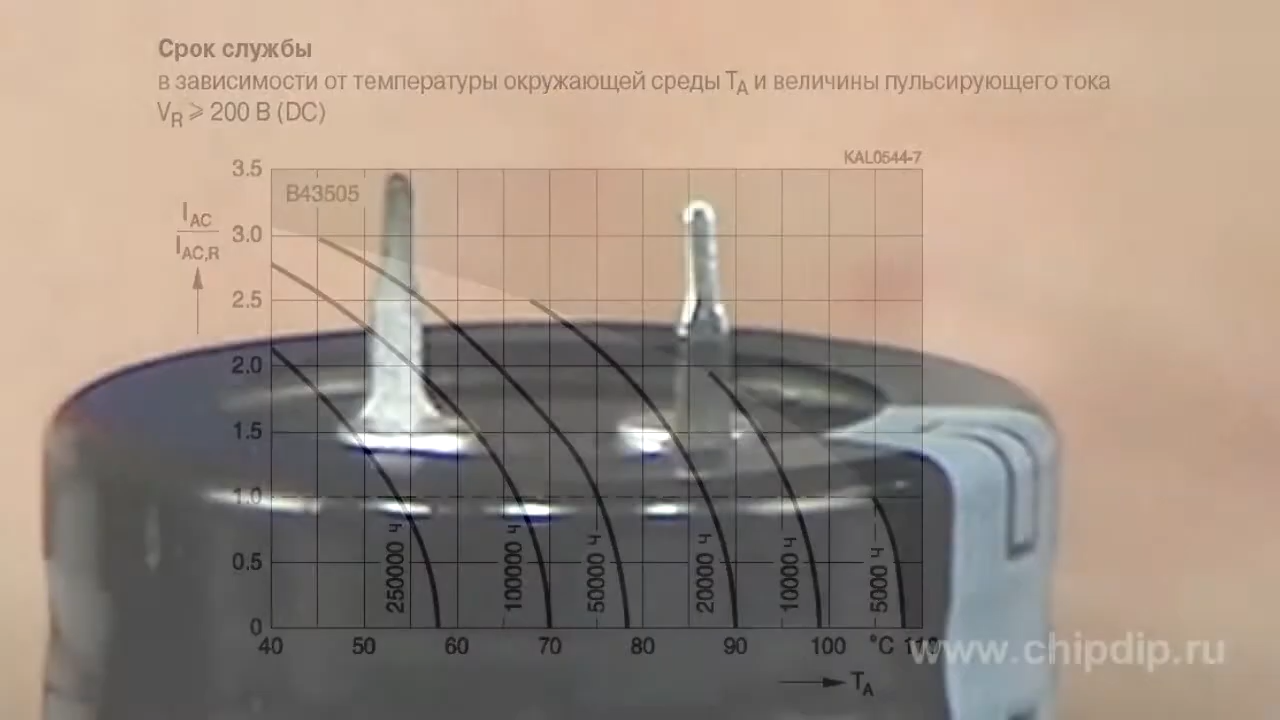 Срок службы
в зависимости от температуры окружающей среды TA и величины пульсирующего тока
VR ⩾ 200 В (DC)
KAL0544-7
B43505
IAC
IAC,R
3.5
3.0
2.5
2.0
1.5
1.0
0.5
0
250000 ч
100000 ч
50000 ч
20000 ч
10000 ч
5000 ч
40 50 60 70 80 90 100 °C 110
TA
www.chipdip.ru